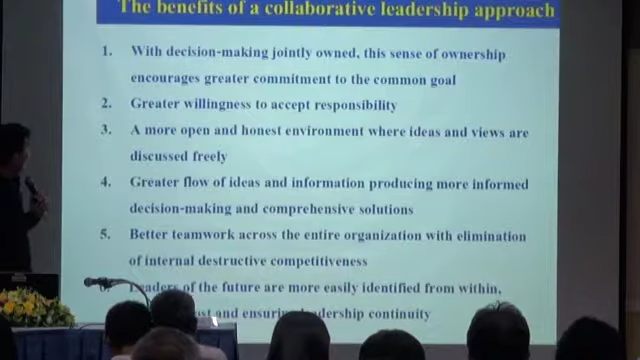 The benefits of a collaborative leadership approach
1. With decision-making jointly owned, this sense of ownership
encourages greater commitment to the common goal
2. Greater willingness to accept responsibility
3. A more open and honest environment where ideas and views are
discussed freely
4. Greater flow of ideas and information producing more informed
decision-making and comprehensive solutions
5. Better teamwork across the entire organization with elimination
of internal destructive competitiveness
Leaders of the future are more easily identified from within,
and continuity